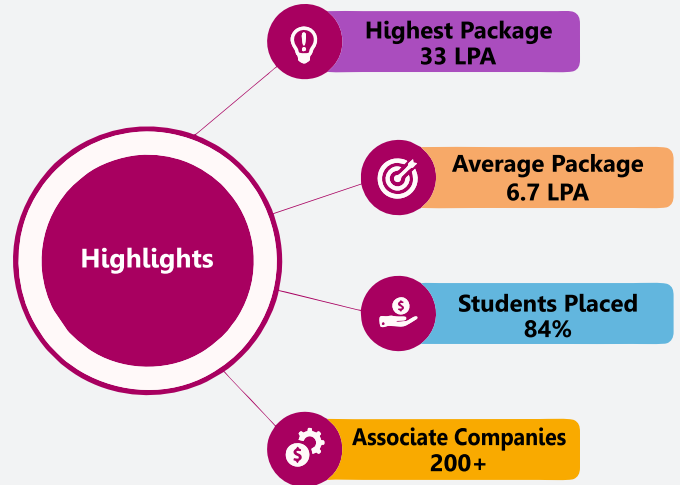 Highest Package
33 LPA
Average Package
6.7 LPA
Highlights
Students Placed
84%
Associate Companies
200+